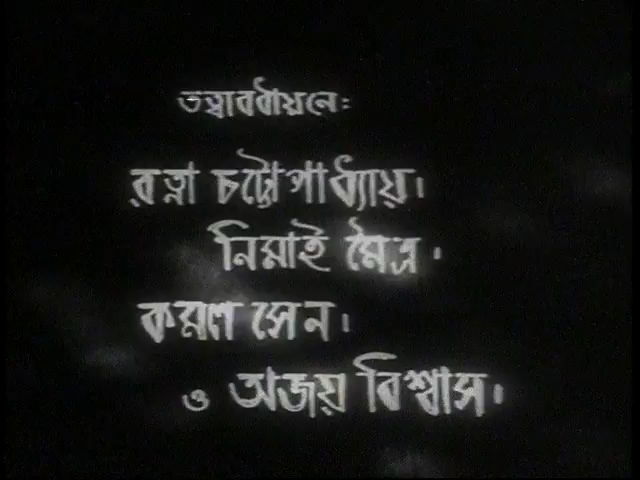 তত্ত্বাবধায়নে:
রত্না চট্টোপাধ্যায়।
নিমাই মৈত্র।
কমল সেন।
ও অজয় বিশ্বাস।